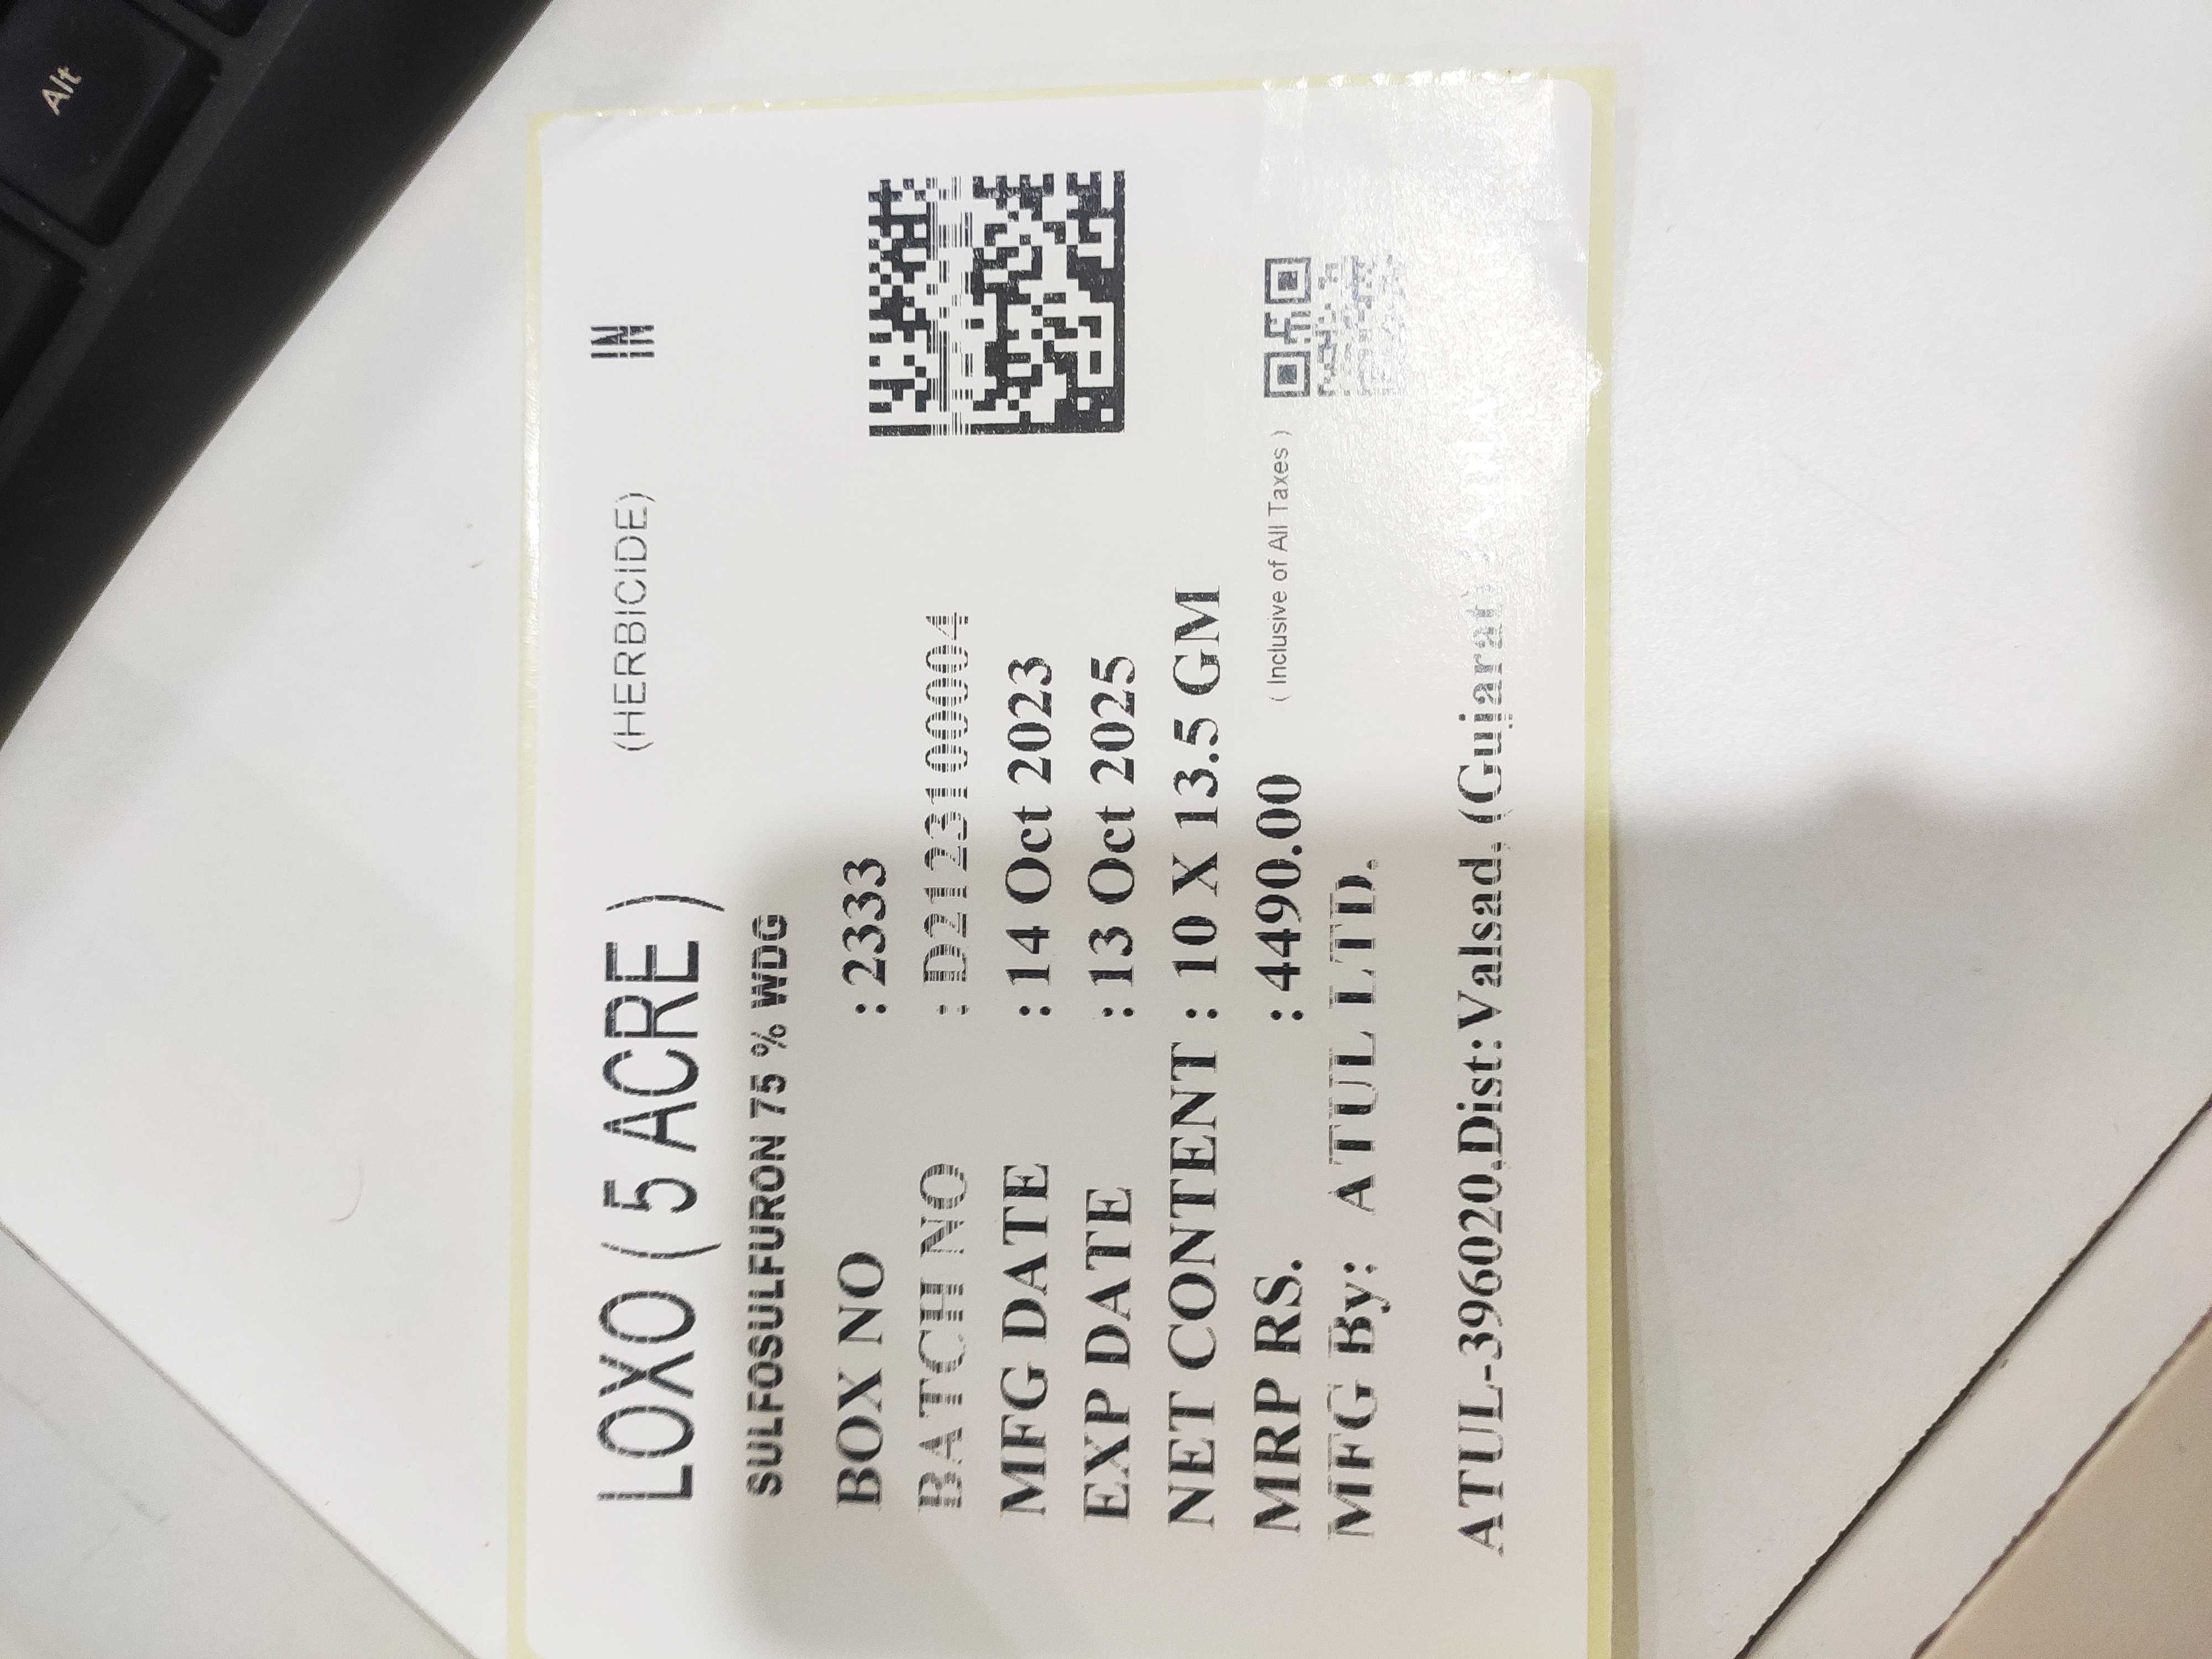 LOXO ( 5 ACRE ) (HERBICIDE) IN
SULFOSULFURON 75 % WDG
BOX NO : 2333
BATCH NO : D2123100004
MFG DATE : 14 Oct 2023
EXP DATE : 13 Oct 2025
NET CONTENT : 10 X 13.5 GM
MRP RS. : 4490.00 ( Inclusive of All Taxes )
MFG By: ATUL LTD.
ATUL-396020,Dist: Valsad, (Gujarat)
Alt